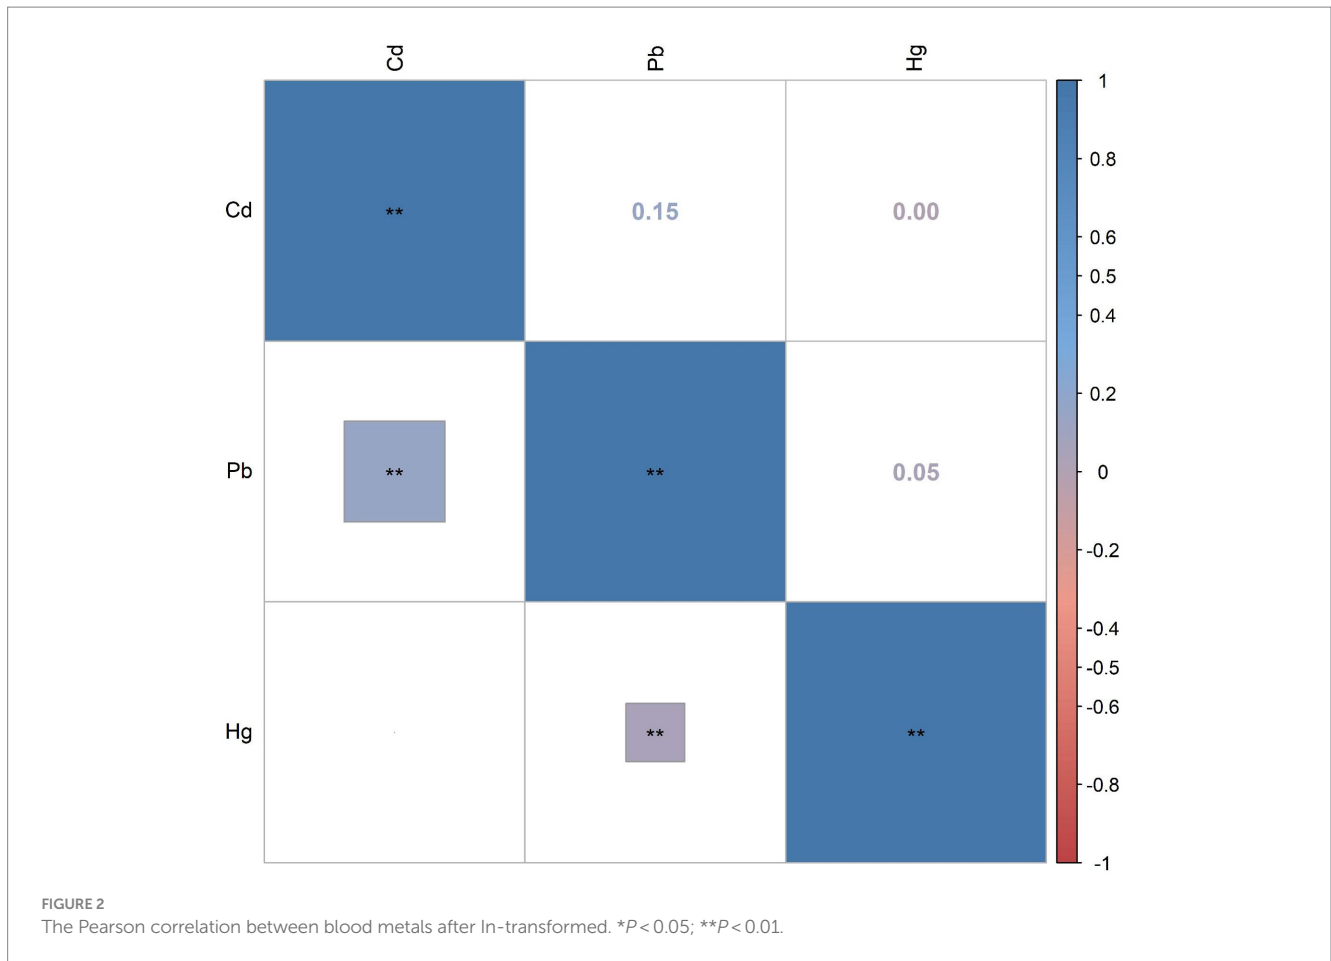 Cd Pb Hg
1
Cd ** 0.15 0.00
0.8
0.6
0.5
0.4
0.2
Pb ** ** 0.05
0
-0.2
-0.4
-0.5
-0.6
Hg ** **
-0.8
-1
FIGURE 2
The Pearson correlation between blood metals after In-transformed. *P < 0.05; **P < 0.01.